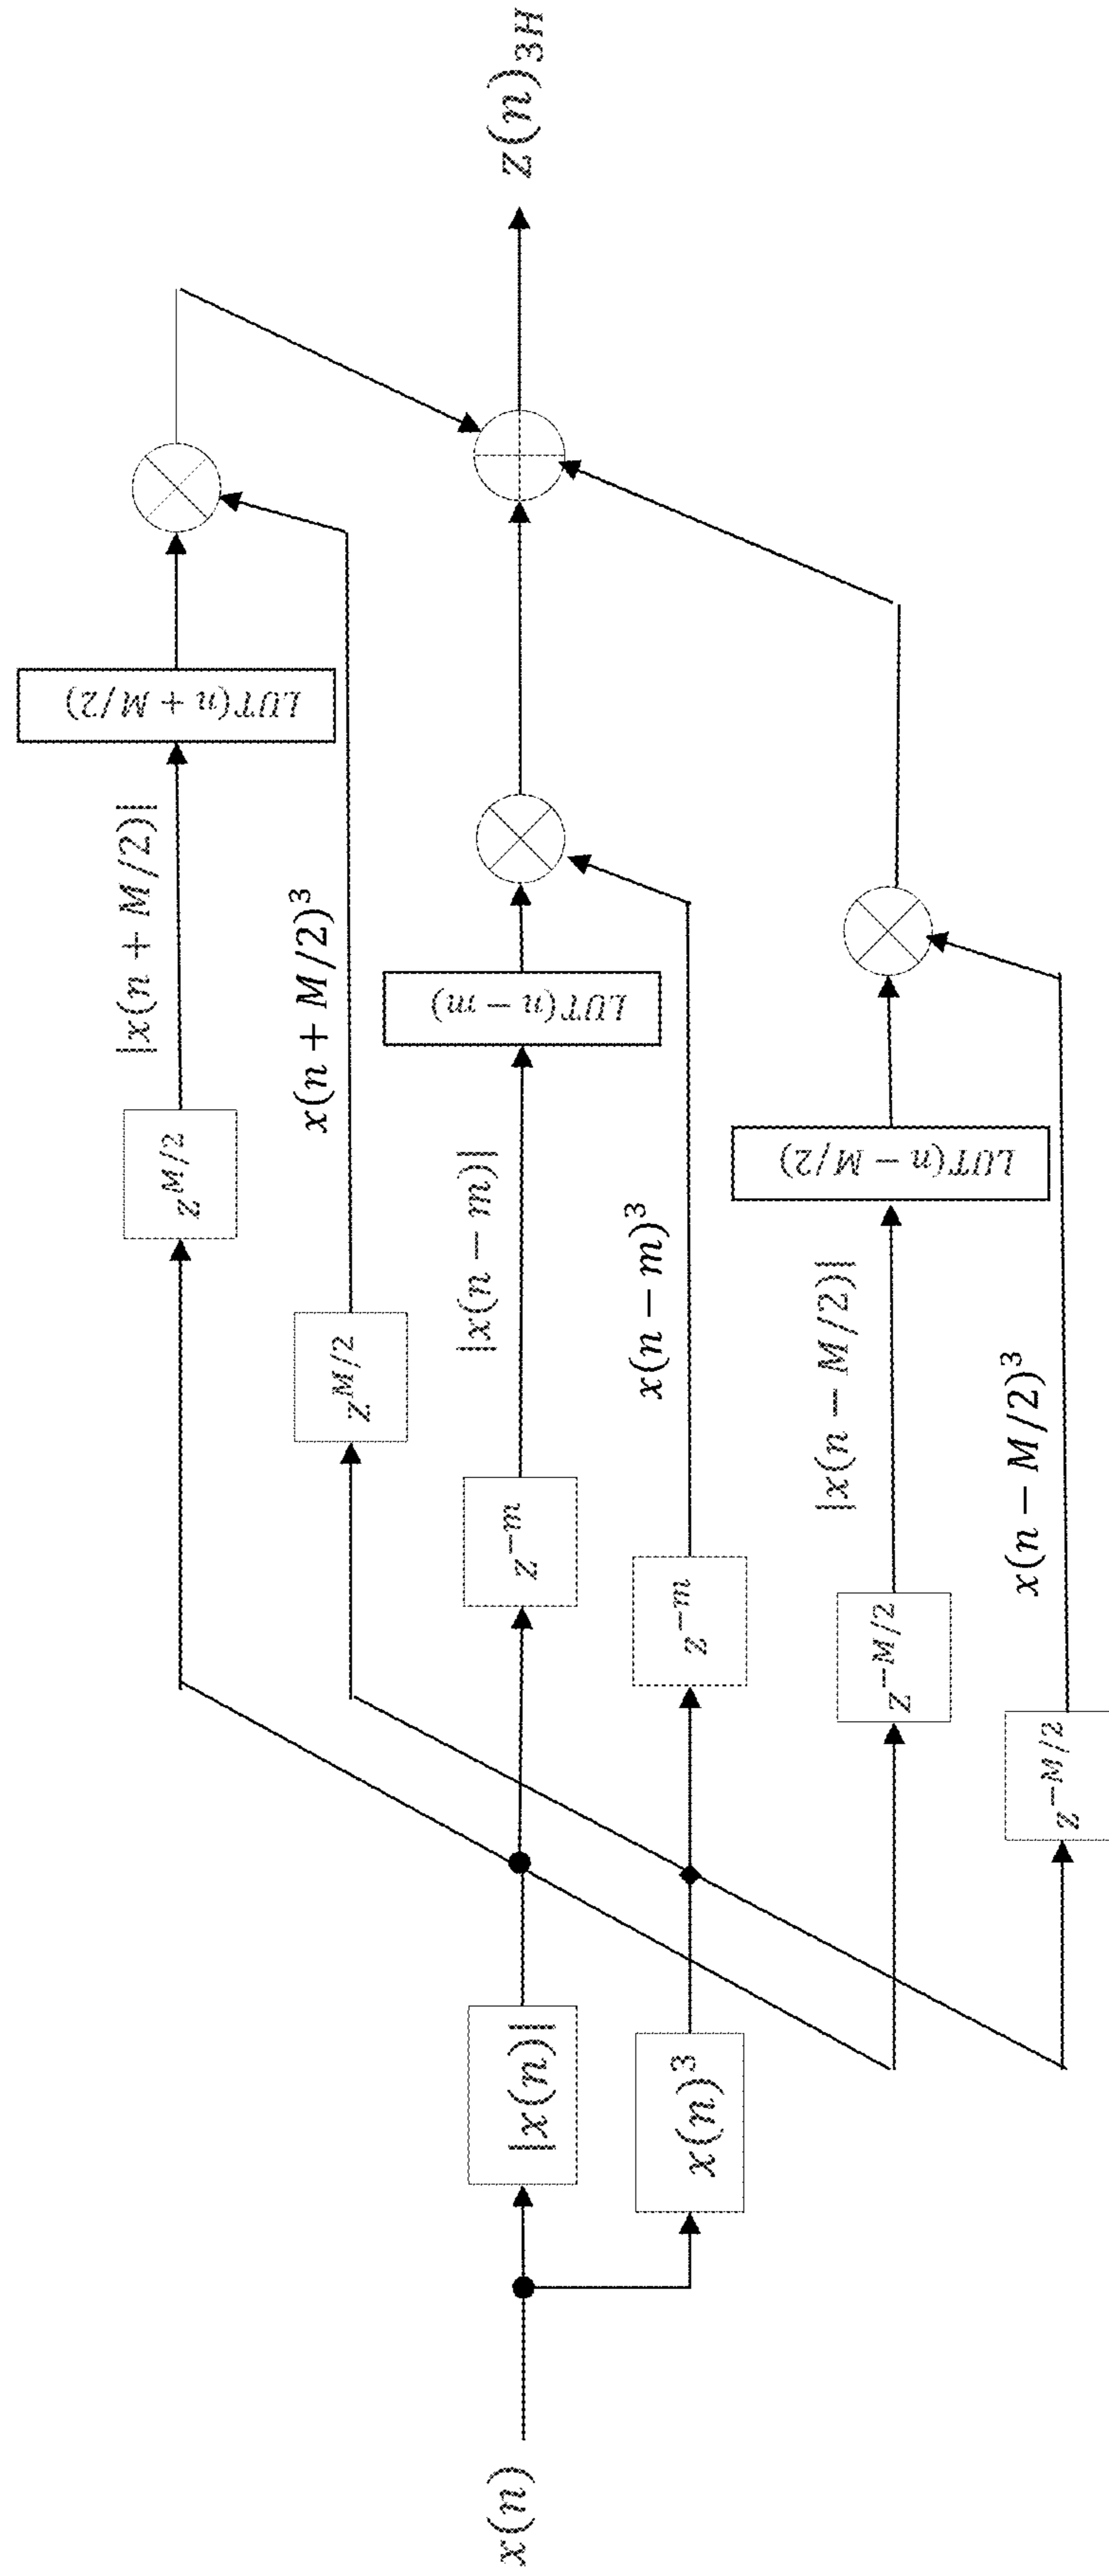 x(n)
|x(n)|
x(n)³
z^{M/2}
|x(n + M/2)|
LUT(n + M/2)
z^{M/2}
x(n + M/2)³
z^{−m}
|x(n − m)|
LUT(n − m)
z^{−m}
x(n − m)³
z^{−M/2}
|x(n − M/2)|
LUT(n − M/2)
z^{−M/2}
x(n − M/2)³
z(n)_{3H}